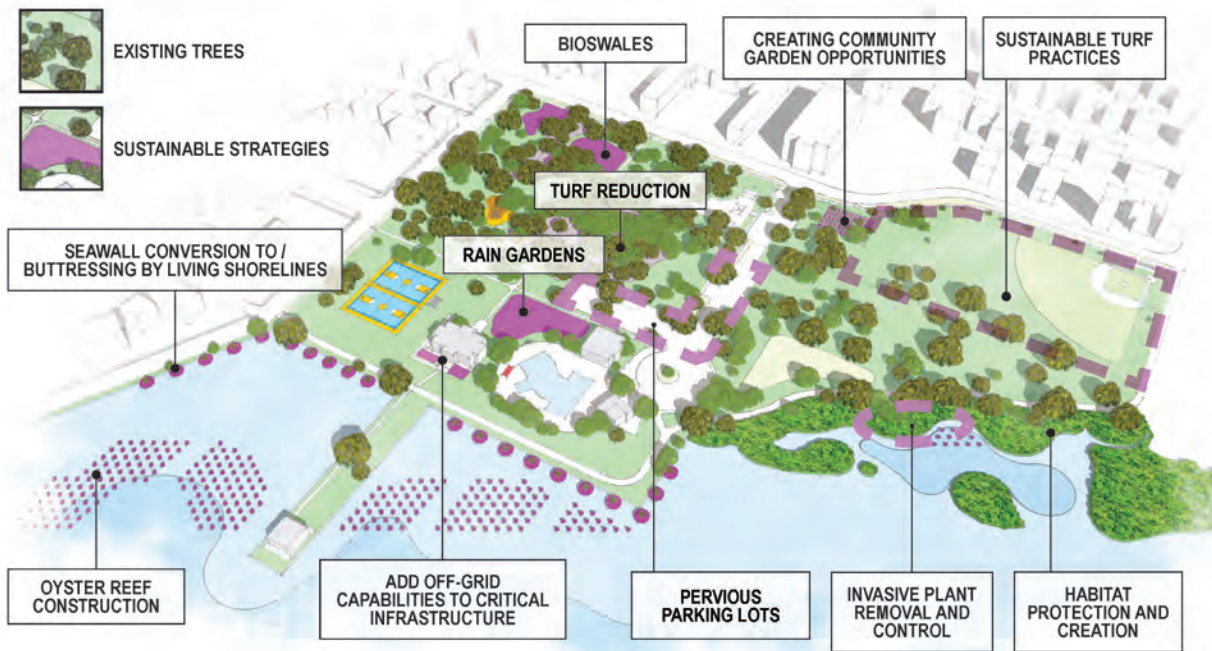 EXISTING TREES
SUSTAINABLE STRATEGIES
BIOSWALES
CREATING COMMUNITY
GARDEN OPPORTUNITIES
SUSTAINABLE TURF
PRACTICES
TURF REDUCTION
RAIN GARDENS
SEAWALL CONVERSION TO /
BUTTRESSING BY LIVING SHORELINES
OYSTER REEF
CONSTRUCTION
ADD OFF-GRID
CAPABILITIES TO CRITICAL
INFRASTRUCTURE
PERVIOUS
PARKING LOTS
INVASIVE PLANT
REMOVAL AND
CONTROL
HABITAT
PROTECTION AND
CREATION